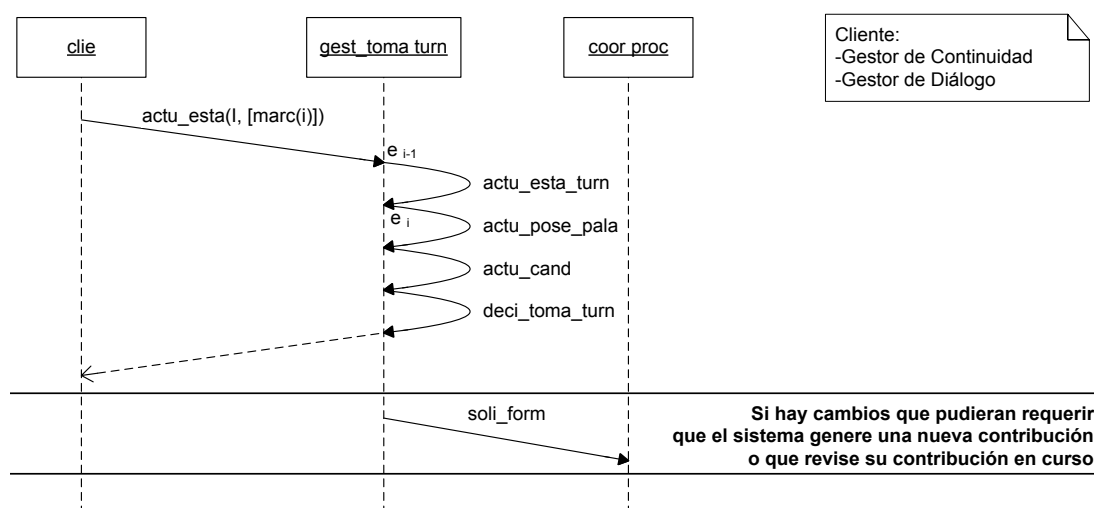 clie
gest_toma turn
coor proc
Cliente:
-Gestor de Continuidad
-Gestor de Diálogo
actu_esta(I, [marc(i)])
e i-1
actu_esta_turn
e i
actu_pose_pala
actu_cand
deci_toma_turn
soli_form
Si hay cambios que pudieran requerir
que el sistema genere una nueva contribución
o que revise su contribución en curso